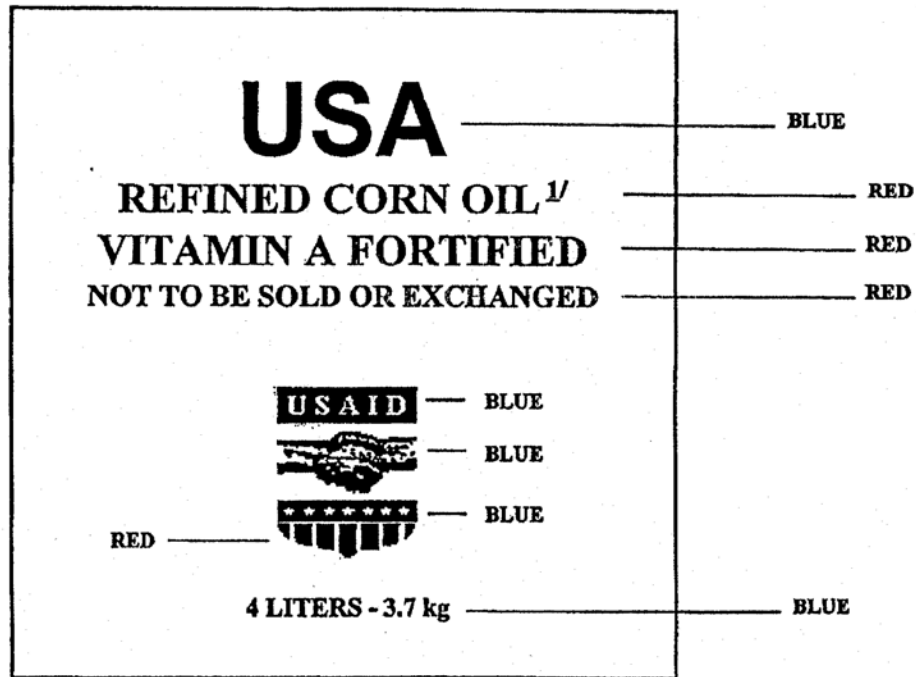 USA BLUE
REFINED CORN OIL 1/ RED
VITAMIN A FORTIFIED RED
NOT TO BE SOLD OR EXCHANGED RED
USAID BLUE
BLUE
BLUE
RED
4 LITERS - 3.7 kg BLUE